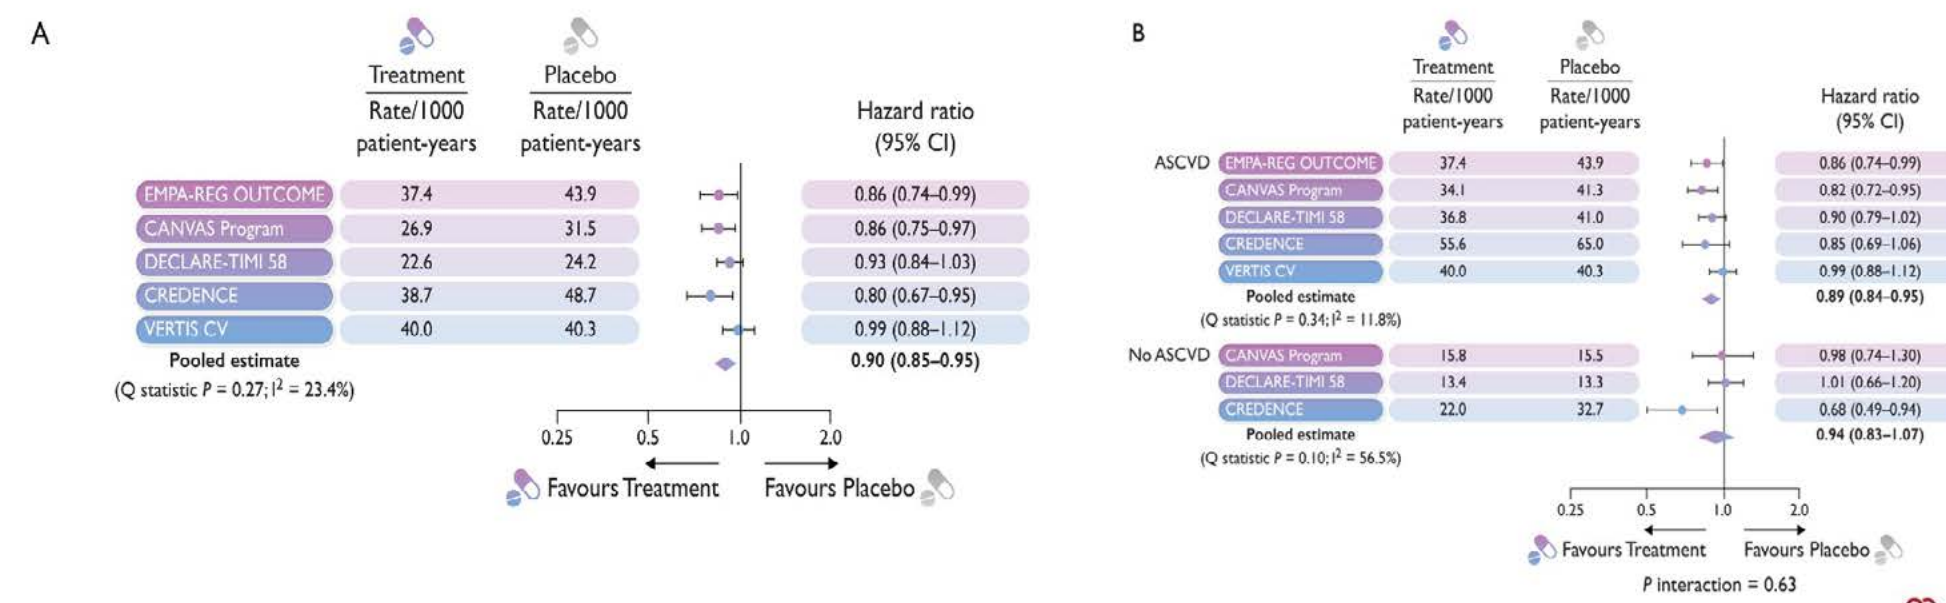 A
Treatment Placebo
Rate/1000 Rate/1000 Hazard ratio
patient-years patient-years (95% CI)
EMPA-REG OUTCOME 37.4 43.9 0.86 (0.74–0.99)
CANVAS Program 26.9 31.5 0.86 (0.75–0.97)
DECLARE-TIMI 58 22.6 24.2 0.93 (0.84–1.03)
CREDENCE 38.7 48.7 0.80 (0.67–0.95)
VERTIS CV 40.0 40.3 0.99 (0.88–1.12)
Pooled estimate 0.90 (0.85–0.95)
(Q statistic P = 0.27; I² = 23.4%)
0.25 0.5 1.0 2.0
Favours Treatment Favours Placebo
B
Treatment Placebo
Rate/1000 Rate/1000 Hazard ratio
patient-years patient-years (95% CI)
ASCVD EMPA-REG OUTCOME 37.4 43.9 0.86 (0.74–0.99)
CANVAS Program 34.1 41.3 0.82 (0.72–0.95)
DECLARE-TIMI 58 36.8 41.0 0.90 (0.79–1.02)
CREDENCE 55.6 65.0 0.85 (0.69–1.06)
VERTIS CV 40.0 40.3 0.99 (0.88–1.12)
Pooled estimate 0.89 (0.84–0.95)
(Q statistic P = 0.34; I² = 11.8%)
No ASCVD CANVAS Program 15.8 15.5 0.98 (0.74–1.30)
DECLARE-TIMI 58 13.4 13.3 1.01 (0.66–1.20)
CREDENCE 22.0 32.7 0.68 (0.49–0.94)
Pooled estimate 0.94 (0.83–1.07)
(Q statistic P = 0.10; I² = 56.5%)
0.25 0.5 1.0 2.0
Favours Treatment Favours Placebo
P interaction = 0.63